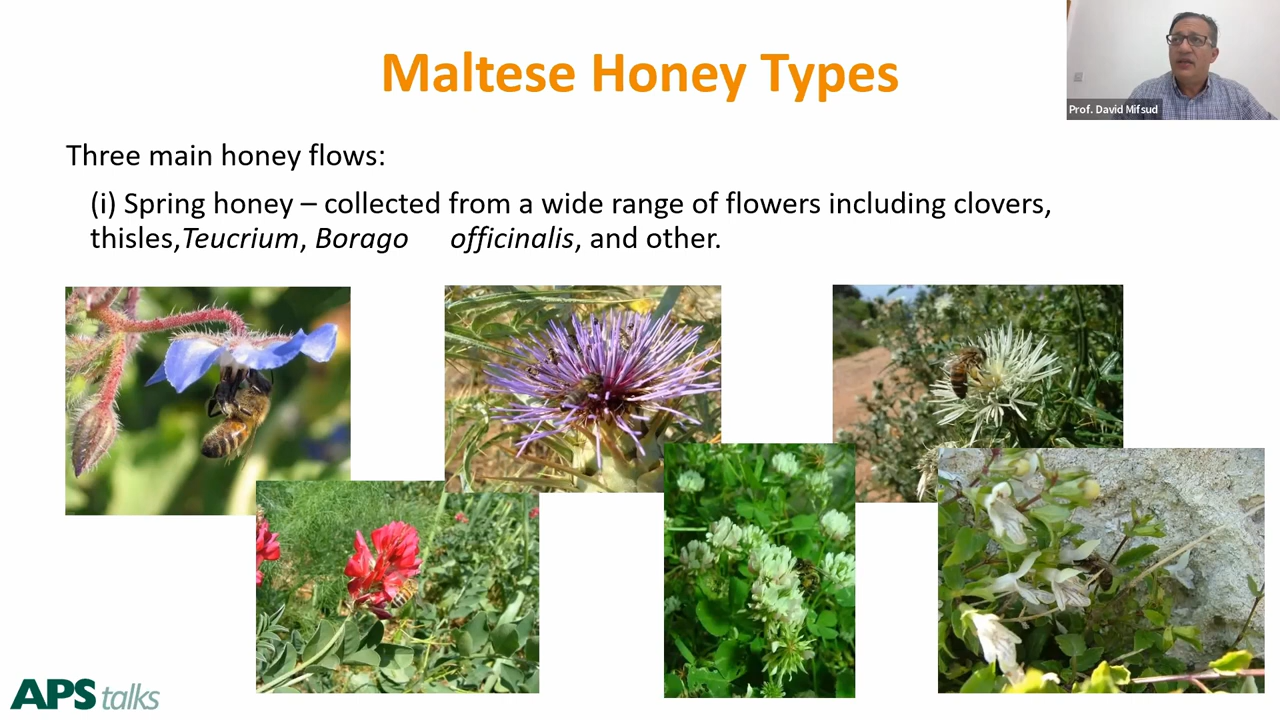 Maltese Honey Types
Prof. David Mifsud
Three main honey flows:
(i) Spring honey – collected from a wide range of flowers including clovers,
thisles,Teucrium, Borago officinalis, and other.
APS talks